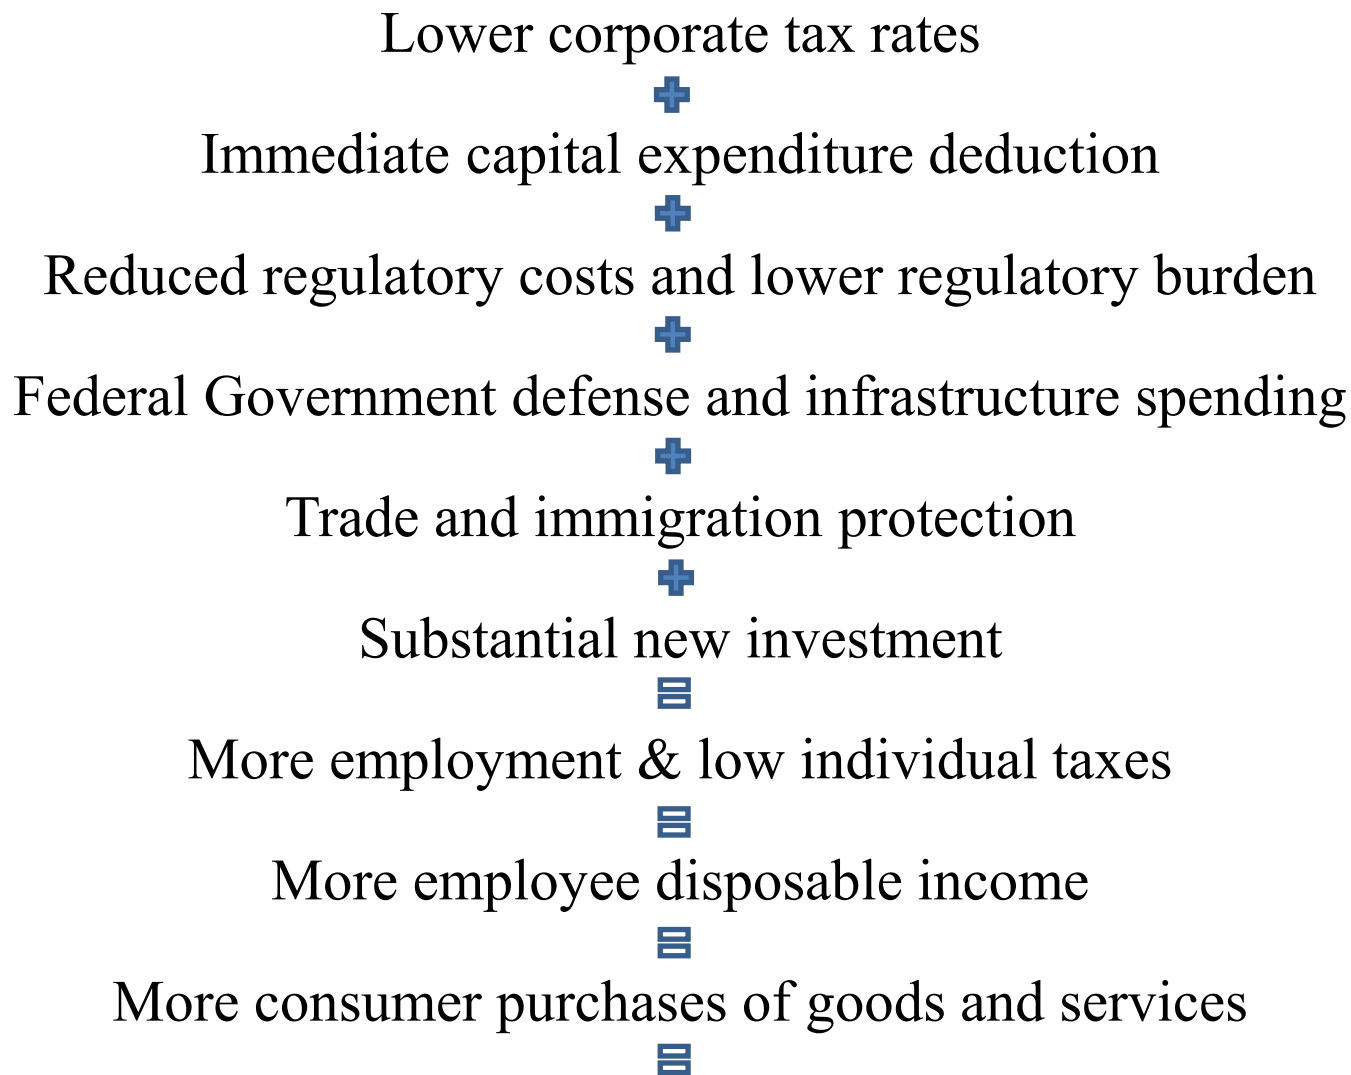 Lower corporate tax rates
Immediate capital expenditure deduction
Reduced regulatory costs and lower regulatory burden
Federal Government defense and infrastructure spending
Trade and immigration protection
Substantial new investment
More employment & low individual taxes
More employee disposable income
More consumer purchases of goods and services